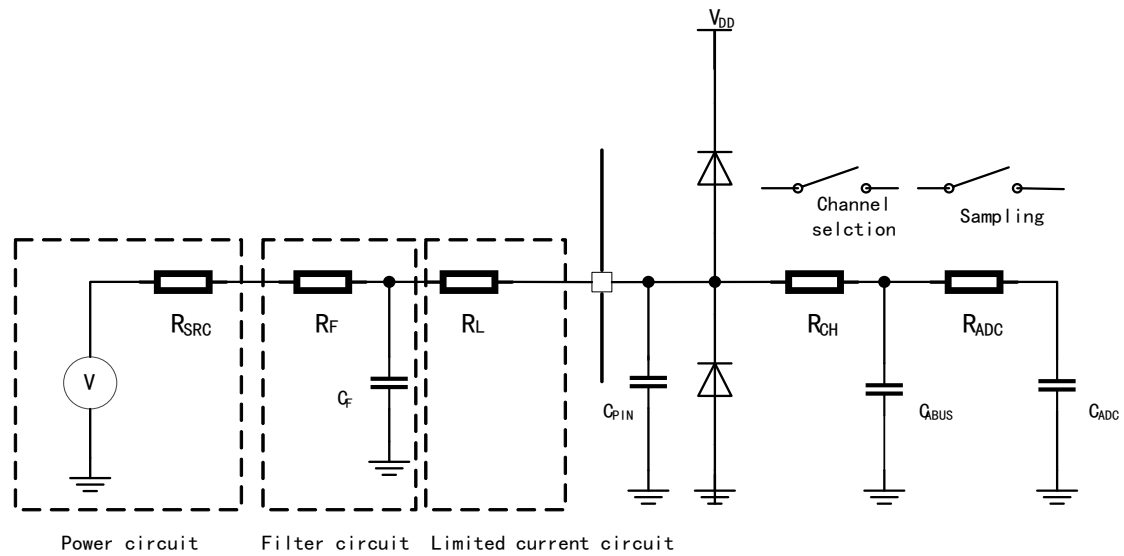 VDD
Channel
selction
Sampling
RSRC
RF
RL
RCH
RADC
V
CF
CPIN
CABUS
CADC
Power circuit
Filter circuit
Limited current circuit